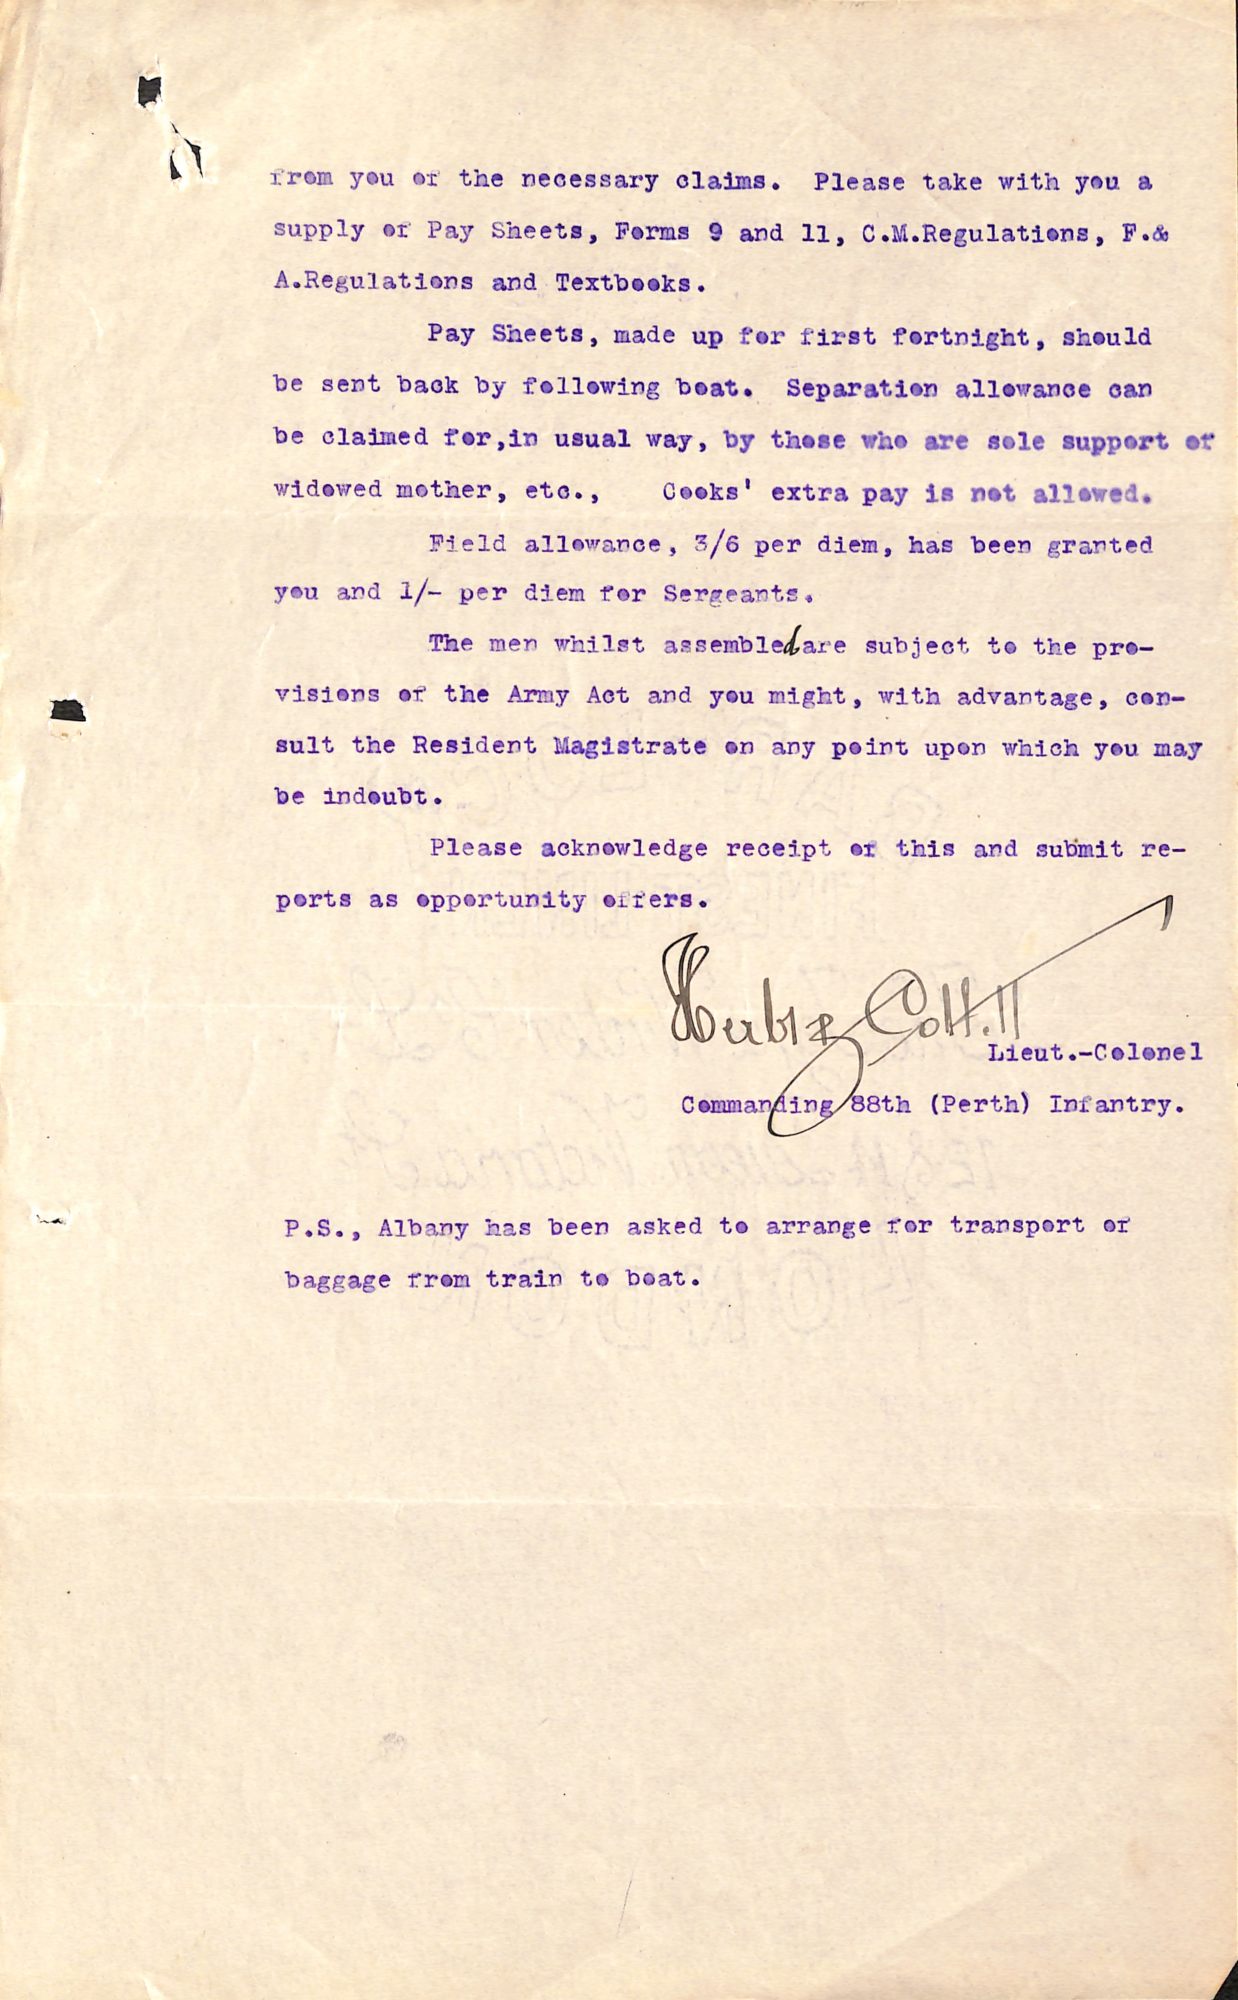 from you of the necessary claims. Please take with you a
supply of Pay Sheets, Forms 9 and 11, C.M.Regulations, F.&
A.Regulations and Textbooks.
Pay Sheets, made up for first fortnight, should
be sent back by following boat. Separation allowance can
be claimed for,in usual way, by those who are sole support of
widowed mother, etc., Cooks' extra pay is not allowed.
Field allowance, 3/6 per diem, has been granted
you and 1/- per diem for Sergeants.
The men whilst assembled are subject to the pro-
visions of the Army Act and you might, with advantage, con-
sult the Resident Magistrate on any point upon which you may
be indoubt.
Please acknowledge receipt of this and submit re-
ports as opportunity offers.
Lieut.-Colonel
Commanding 88th (Perth) Infantry.
P.S., Albany has been asked to arrange for transport of
baggage from train to boat.